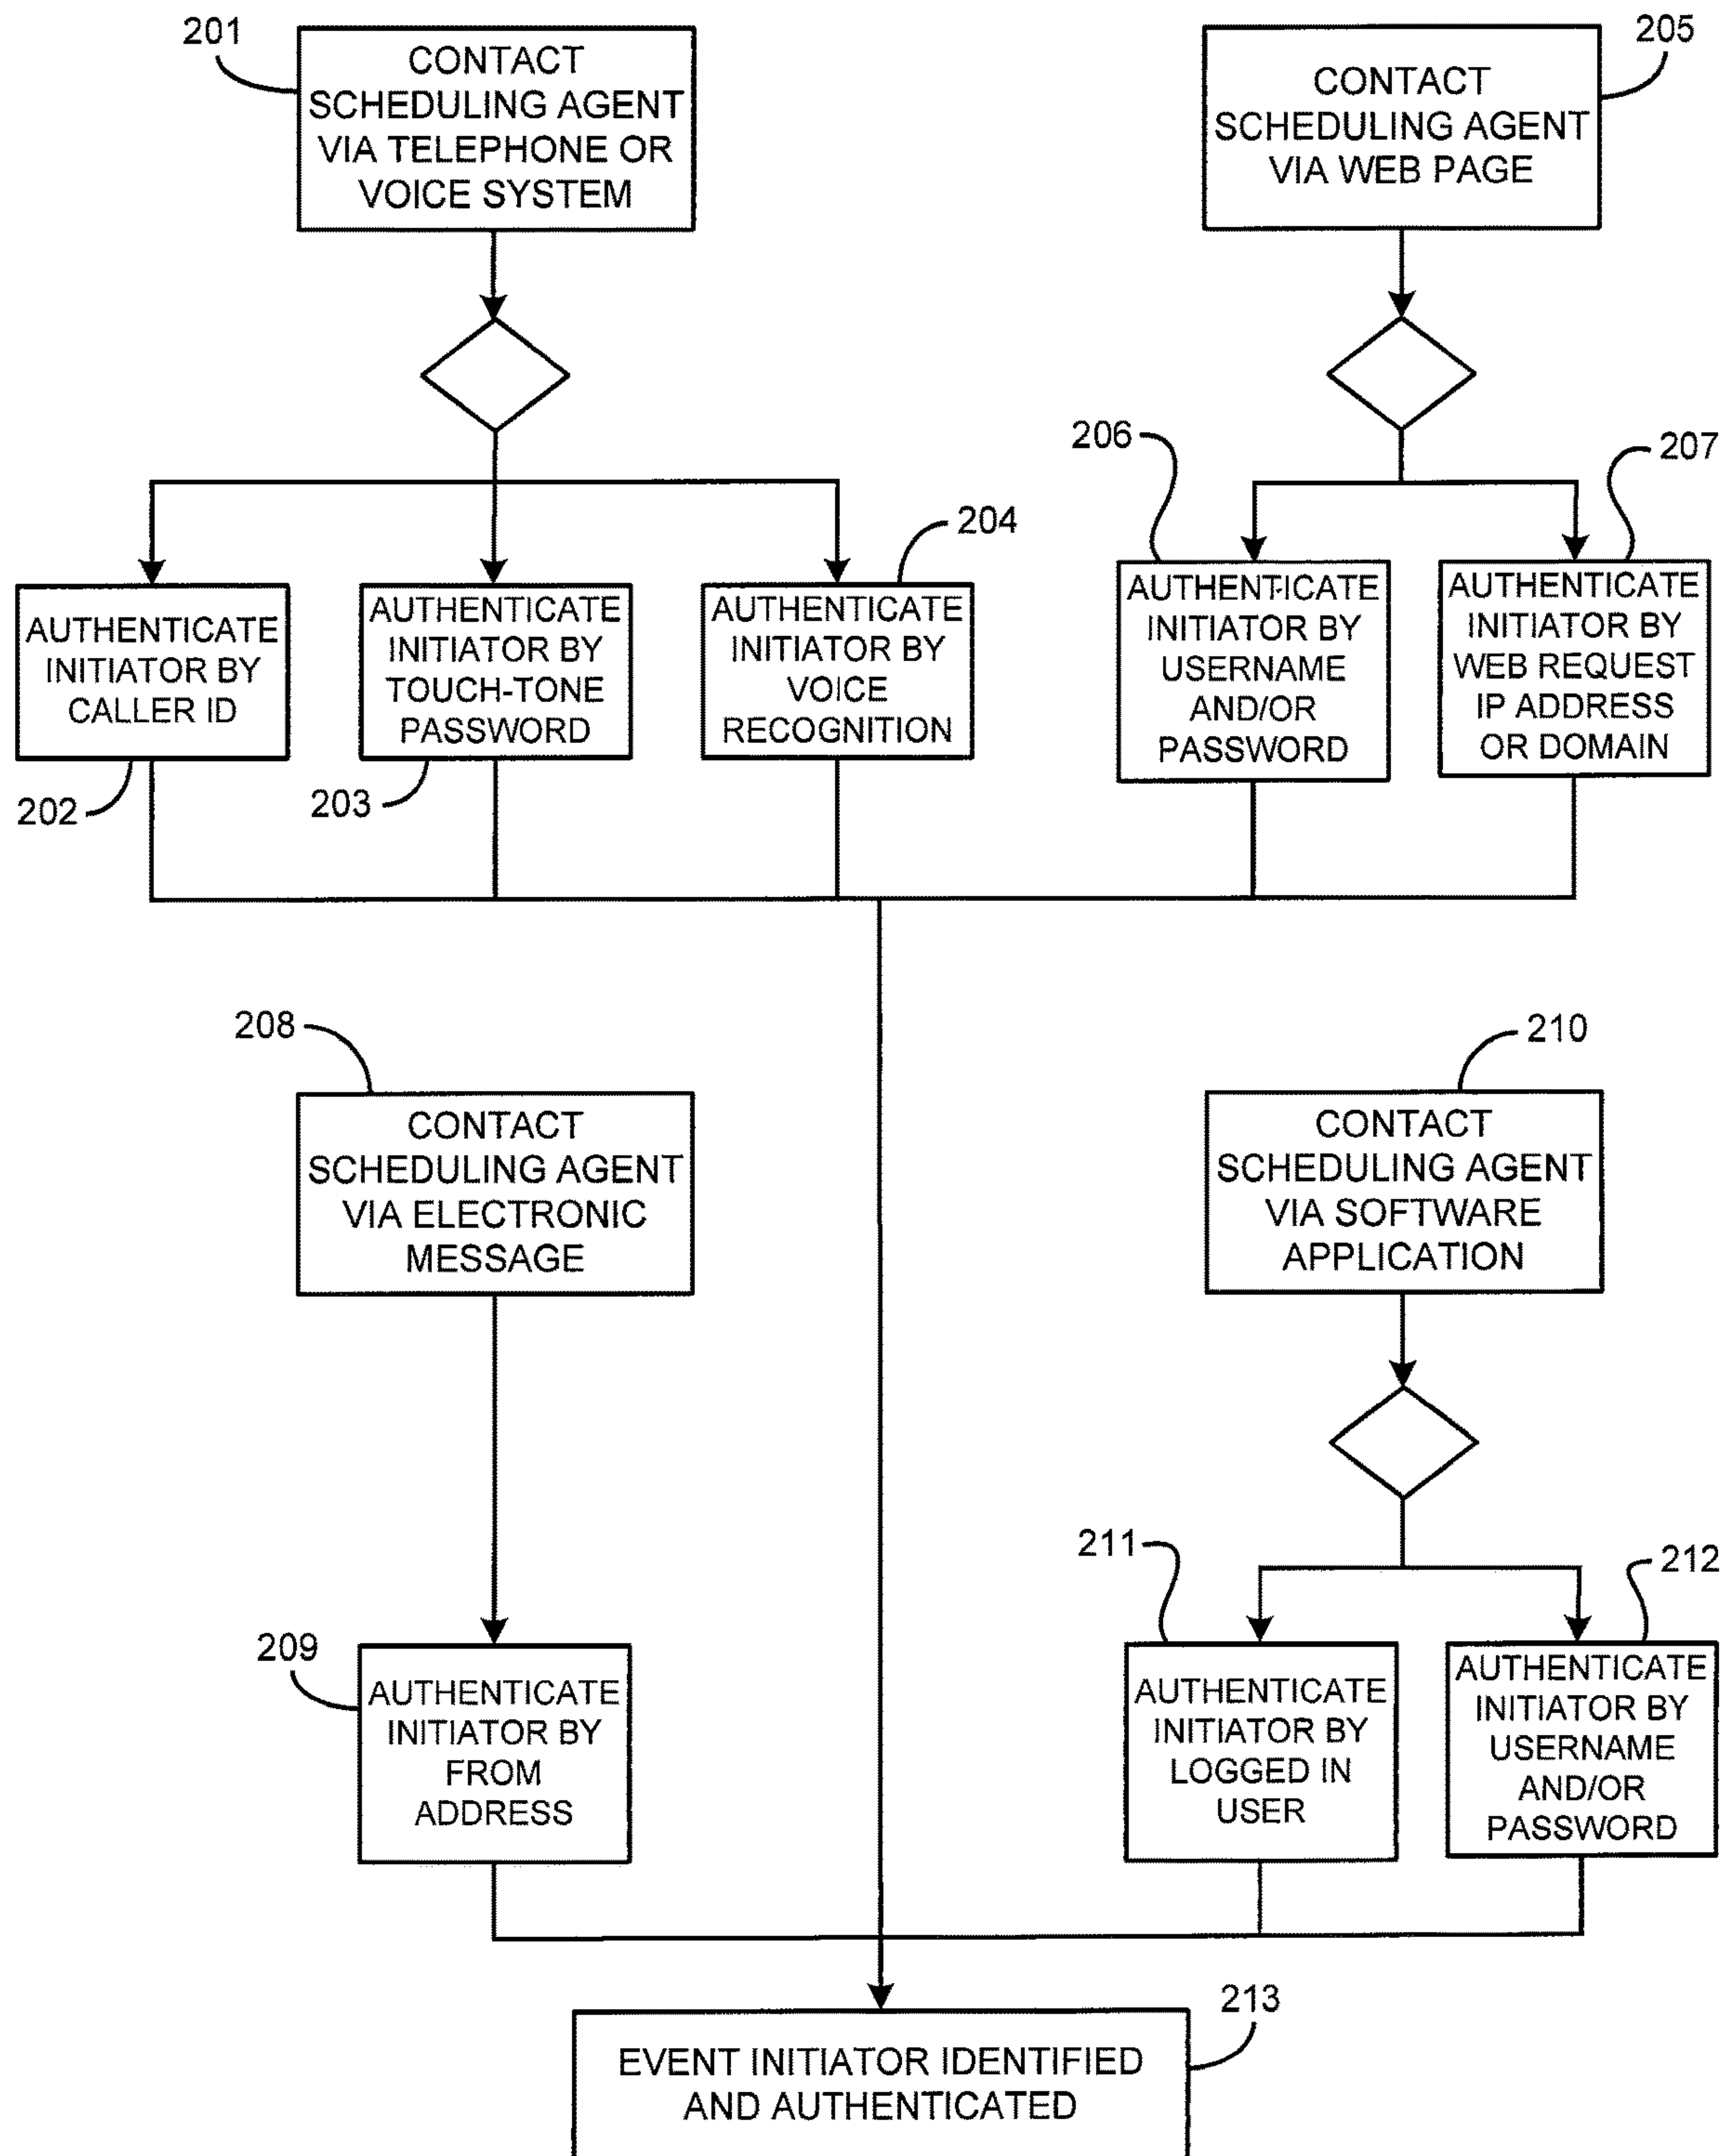 201
CONTACT
SCHEDULING AGENT
VIA TELEPHONE OR
VOICE SYSTEM
205
CONTACT
SCHEDULING AGENT
VIA WEB PAGE
202
AUTHENTICATE
INITIATOR BY
CALLER ID
203
AUTHENTICATE
INITIATOR BY
TOUCH-TONE
PASSWORD
204
AUTHENTICATE
INITIATOR BY
VOICE
RECOGNITION
206
AUTHENTICATE
INITIATOR BY
USERNAME
AND/OR
PASSWORD
207
AUTHENTICATE
INITIATOR BY
WEB REQUEST
IP ADDRESS
OR DOMAIN
208
CONTACT
SCHEDULING AGENT
VIA ELECTRONIC
MESSAGE
210
CONTACT
SCHEDULING AGENT
VIA SOFTWARE
APPLICATION
209
AUTHENTICATE
INITIATOR BY
FROM
ADDRESS
211
AUTHENTICATE
INITIATOR BY
LOGGED IN
USER
212
AUTHENTICATE
INITIATOR BY
USERNAME
AND/OR
PASSWORD
213
EVENT INITIATOR IDENTIFIED
AND AUTHENTICATED